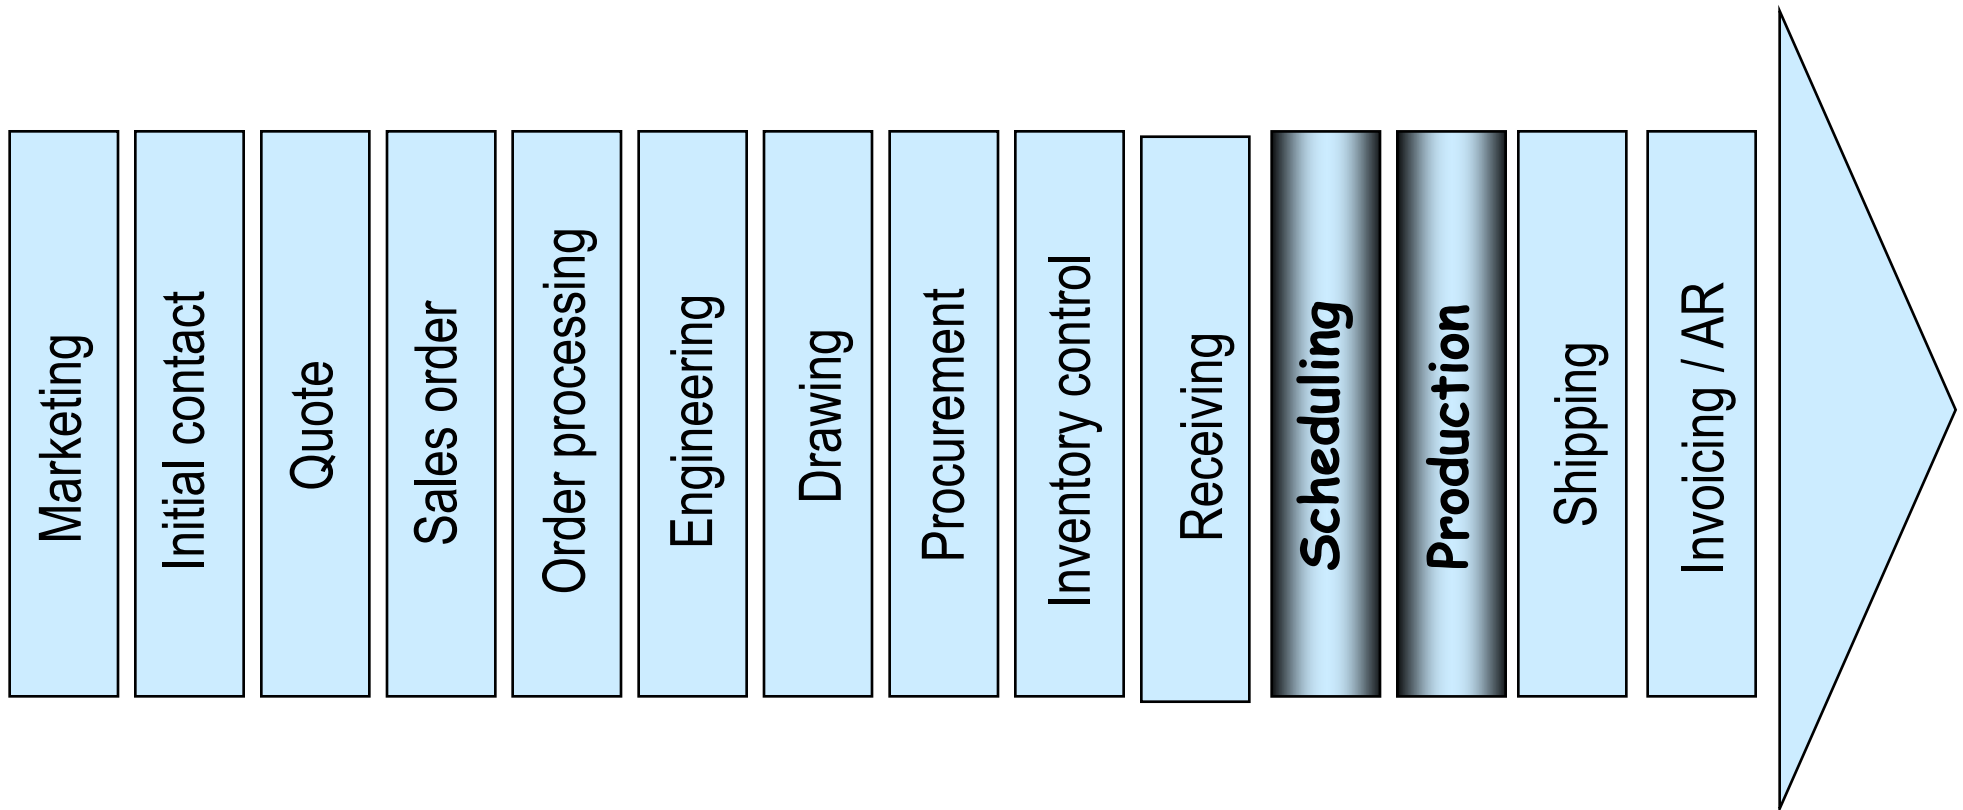 Marketing
Initial contact
Quote
Sales order
Order processing
Engineering
Drawing
Procurement
Inventory control
Receiving
Scheduling
Production
Shipping
Invoicing / AR